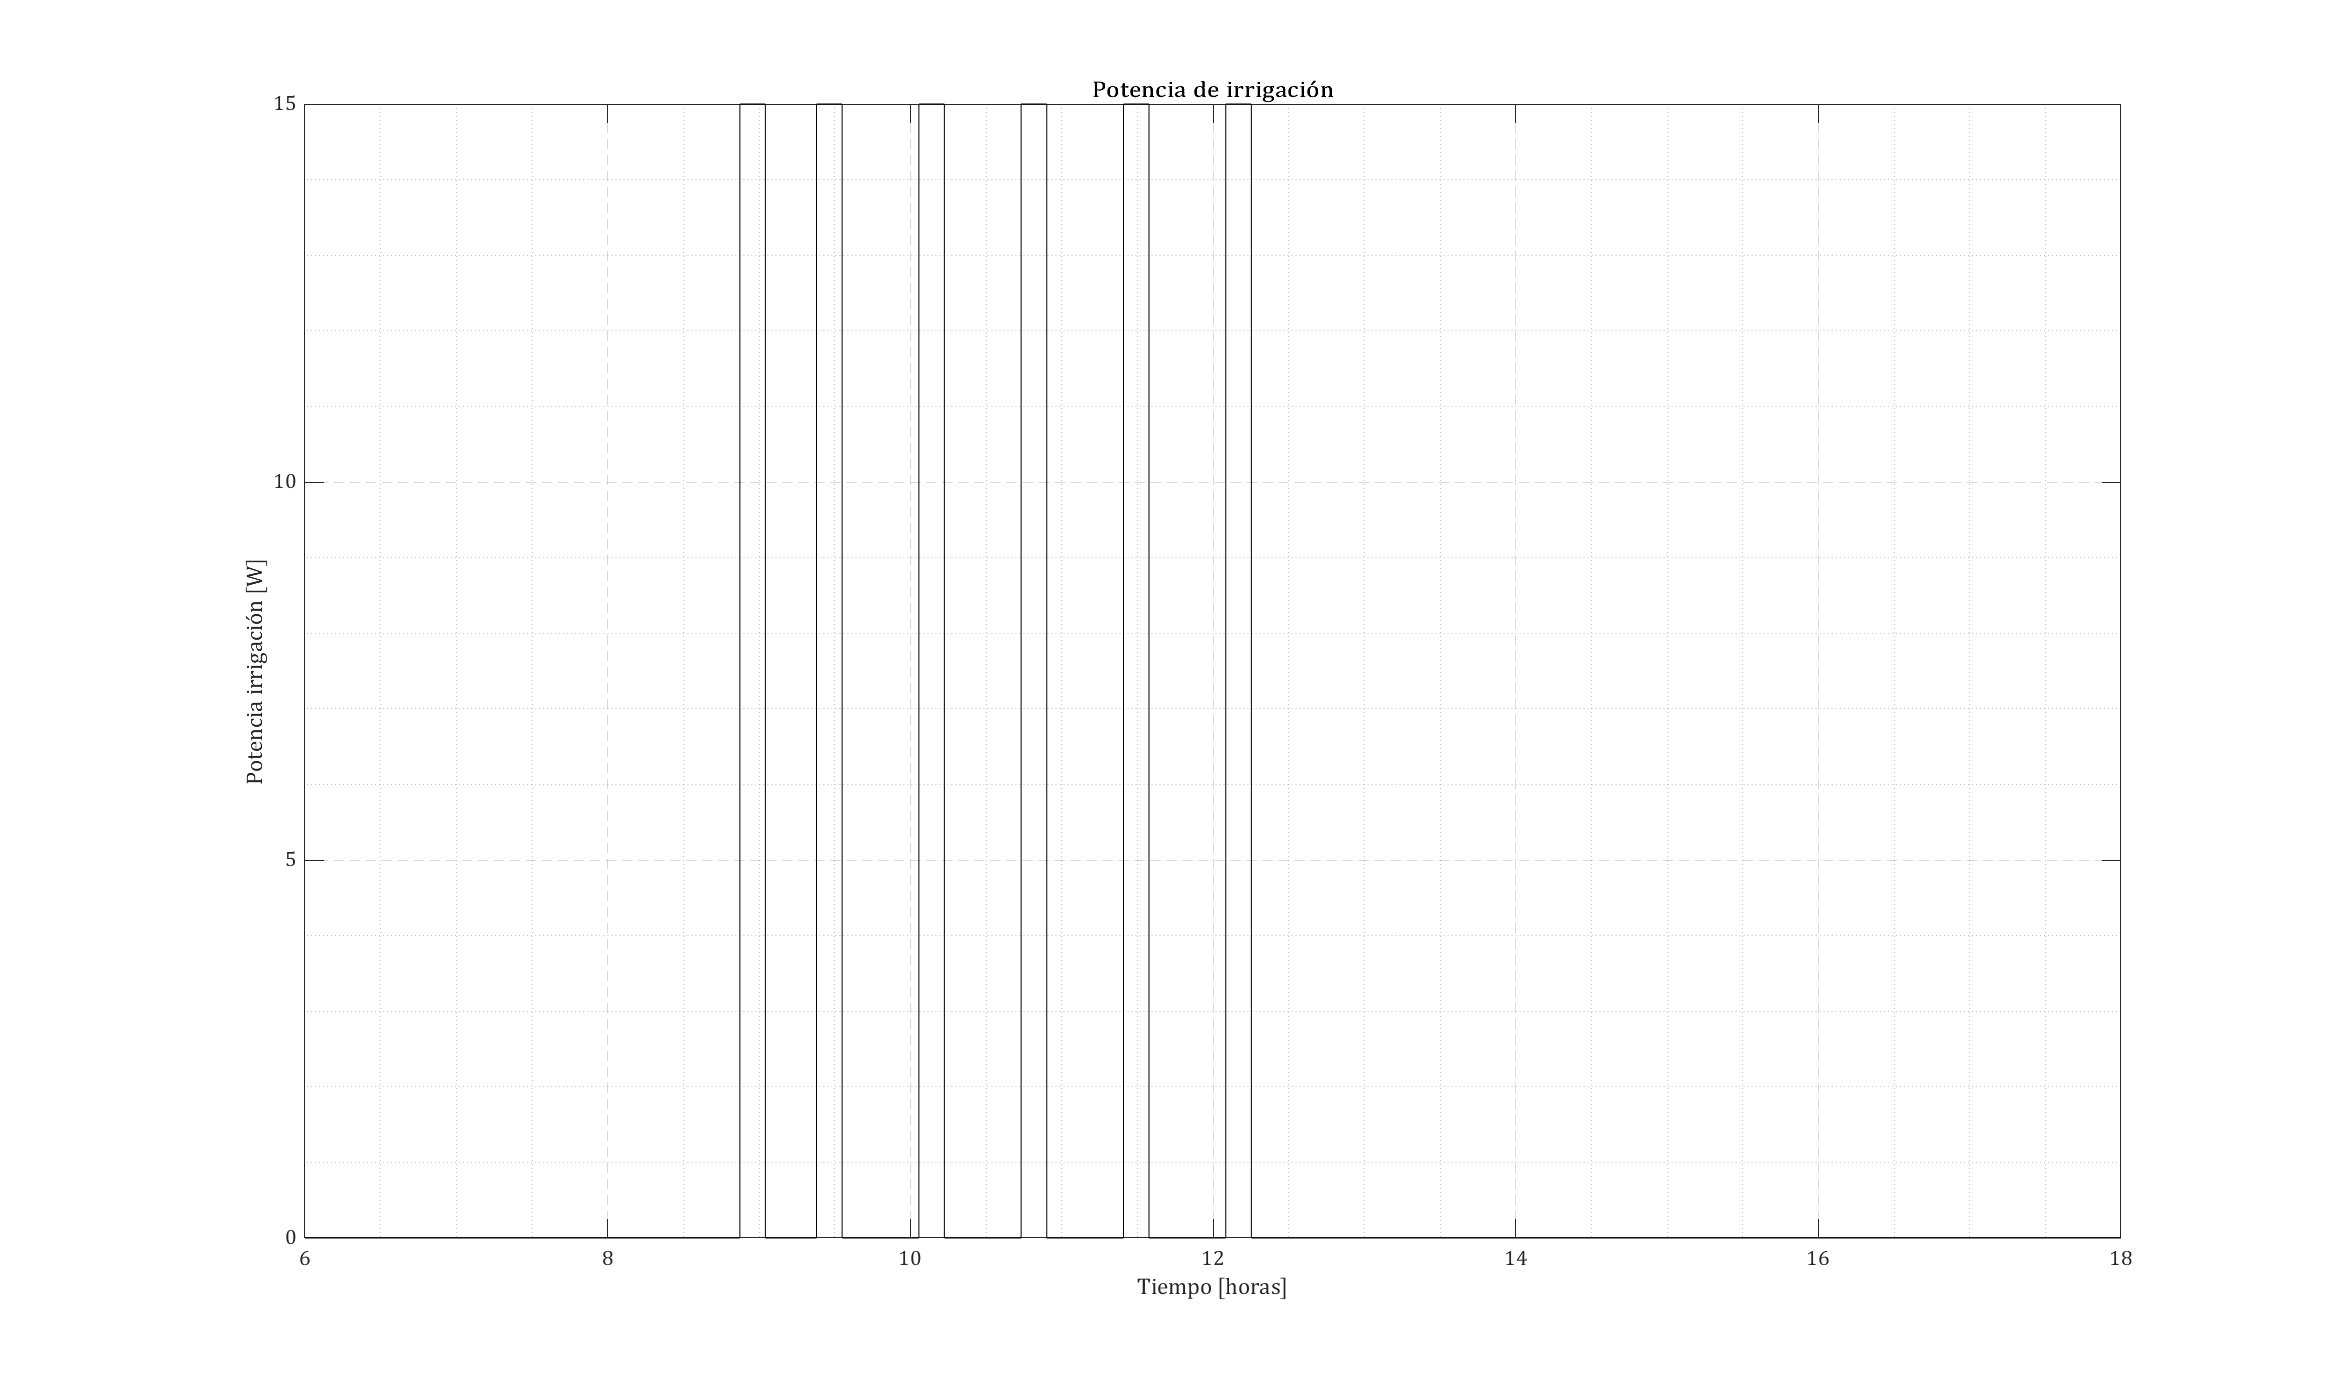 Potencia de irrigación
15
10
5
0
Potencia irrigación [W]
6 8 10 12 14 16 18
Tiempo [horas]